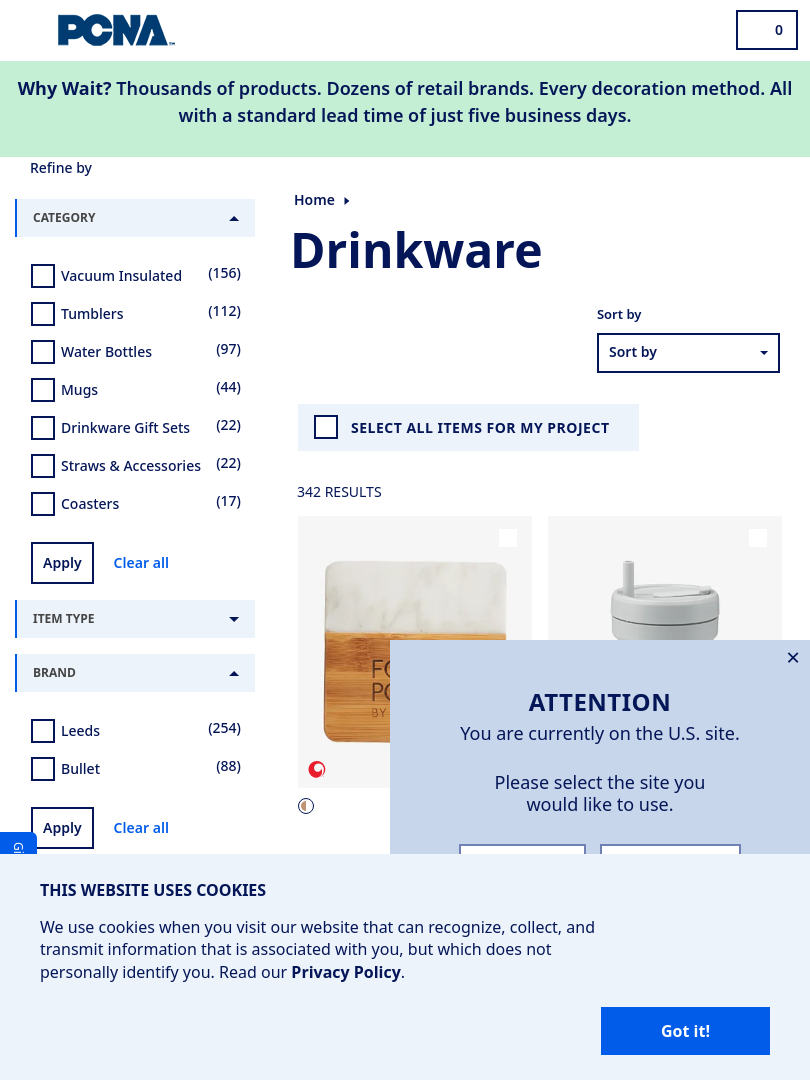 PCNA
0
Why Wait? Thousands of products. Dozens of retail brands. Every decoration method. All
with a standard lead time of just five business days.
Refine by
CATEGORY
Vacuum Insulated (156)
Tumblers (112)
Water Bottles (97)
Mugs (44)
Drinkware Gift Sets (22)
Straws & Accessories (22)
Coasters (17)
Apply Clear all
ITEM TYPE
BRAND
Leeds (254)
Bullet (88)
Apply Clear all
Home
Drinkware
Sort by
Sort by
SELECT ALL ITEMS FOR MY PROJECT
342 RESULTS
BY
ATTENTION
You are currently on the U.S. site.
Please select the site you
would like to use.
THIS WEBSITE USES COOKIES
We use cookies when you visit our website that can recognize, collect, and
transmit information that is associated with you, but which does not
personally identify you. Read our Privacy Policy.
Got it!